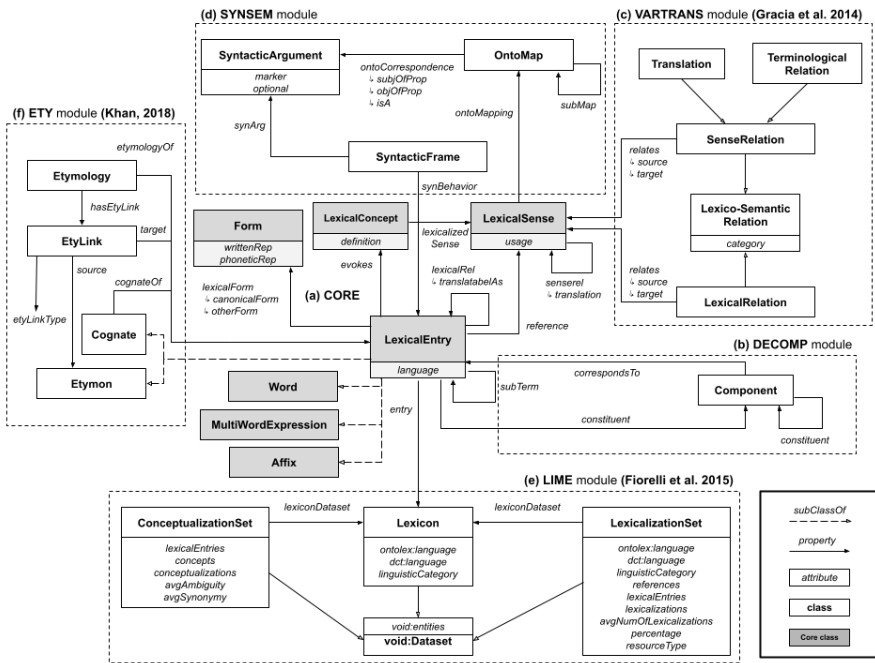 (d) SYNSEM module
(c) VARTRANS module (Gracia et al. 2014)
SyntacticArgument
marker
optional
ontoCorrespondence
↳ subjOfProp
↳ objOfProp
↳ isA
OntoMap
subMap
ontoMapping
synArg
SyntacticFrame
synBehavior
Translation
Terminological
Relation
SenseRelation
relates
↳ source
↳ target
Lexico-Semantic
Relation
category
relates
↳ source
↳ target
LexicalRelation
(f) ETY module (Khan, 2018)
etymologyOf
Etymology
hasEtyLink
EtyLink
target
source
cognateOf
etyLinkType
Cognate
Etymon
Form
writtenRep
phoneticRep
LexicalConcept
definition
lexicalized
Sense
LexicalSense
usage
evokes
lexicalForm
↳ canonicalForm
↳ otherForm
(a) CORE
lexicalRel
↳ translatabelAs
senserel
↳ translation
reference
LexicalEntry
language
subTerm
entry
Word
MultiWordExpression
Affix
(b) DECOMP module
correspondsTo
Component
constituent
constituent
(e) LIME module (Fiorelli et al. 2015)
ConceptualizationSet
lexicalEntries
concepts
conceptualizations
avgAmbiguity
avgSynonymy
lexiconDataset
Lexicon
ontolex:language
dct:language
linguisticCategory
lexiconDataset
LexicalizationSet
ontolex:language
dct:language
linguisticCategory
references
lexicalEntries
lexicalizations
avgNumOfLexicalizations
percentage
resourceType
void:entities
void:Dataset
subClassOf
property
attribute
class
Core class